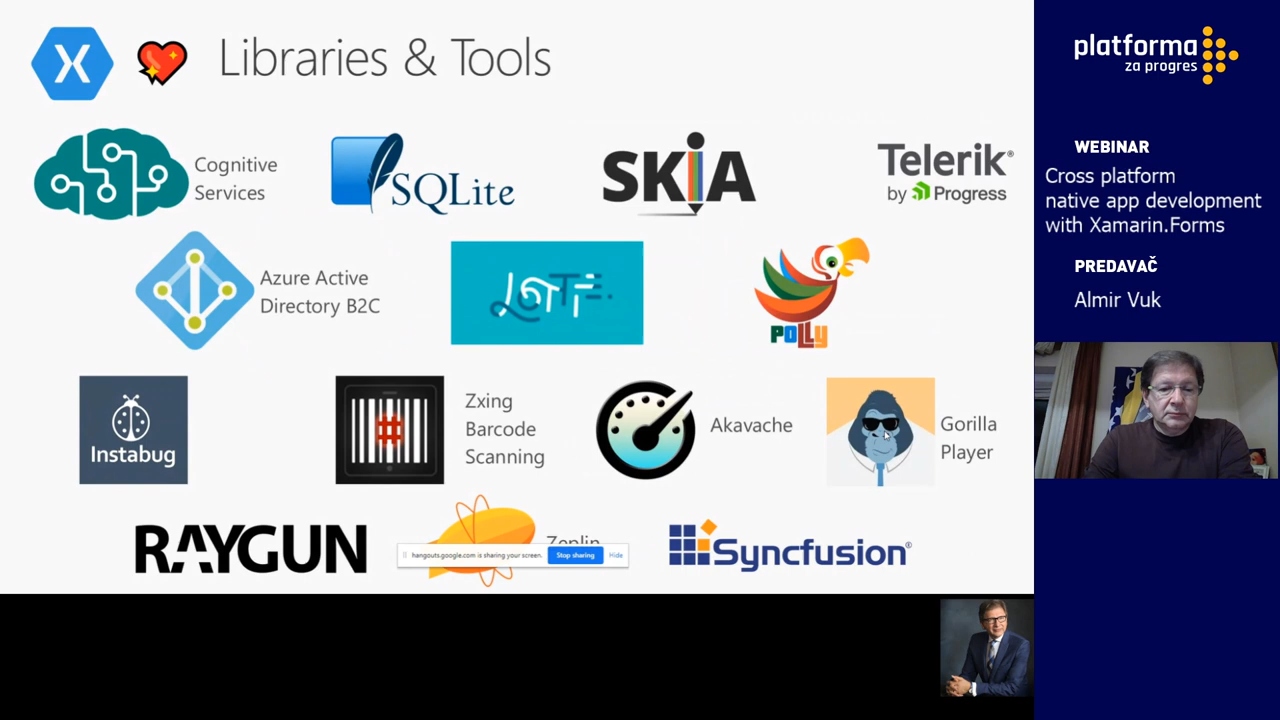 X
Libraries & Tools
Cognitive
Services
SQLite
SKIA
Telerik®
by Progress
Azure Active
Directory B2C
LOTTIE
POLLY
Instabug
Zxing
Barcode
Scanning
Akavache
Gorilla
Player
RAYGUN
Zeplin
hangouts.google.com is sharing your screen.
Stop sharing
Hide
Syncfusion®
platforma
za progres
WEBINAR
Cross platform
native app development
with Xamarin.Forms
PREDAVAČ
Almir Vuk